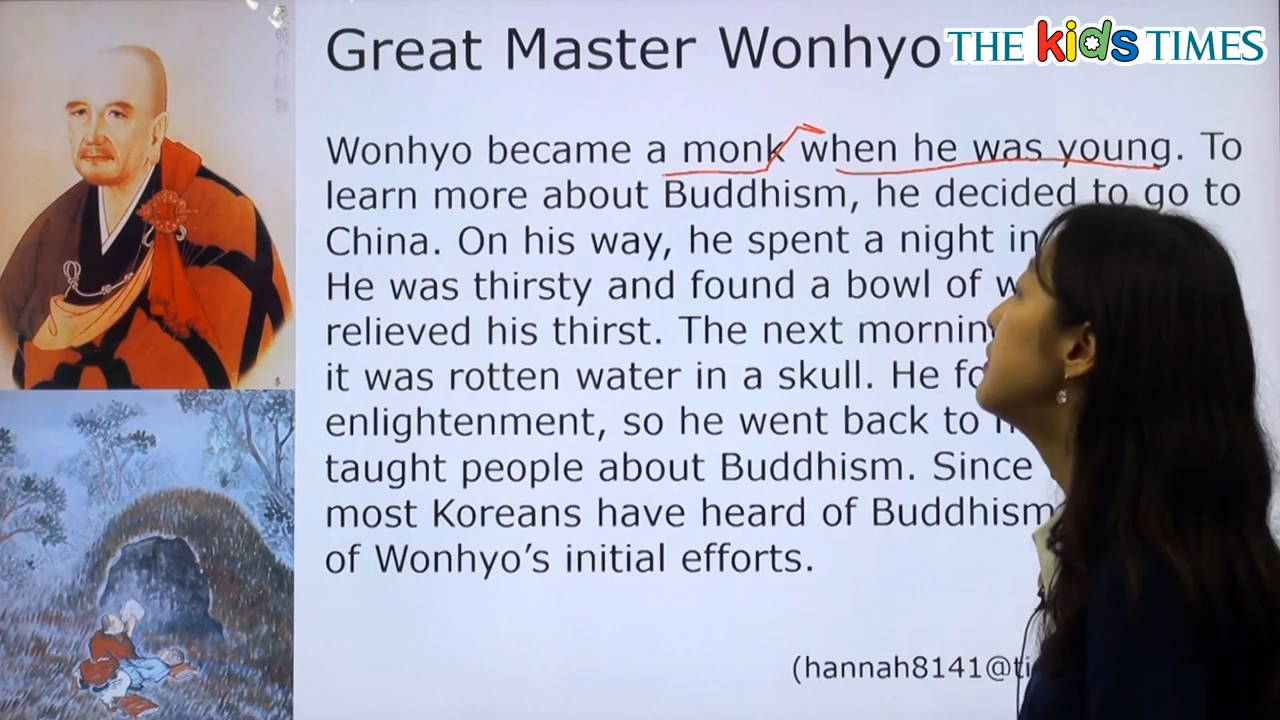 Great Master Wonhyo
THE kids TIMES
Wonhyo became a monk when he was young. To
learn more about Buddhism, he decided to go to
China. On his way, he spent a night in
He was thirsty and found a bowl of
relieved his thirst. The next
it was rotten water in a skull. He
enlightenment, so he went back to
taught people about Buddhism. Since
most Koreans have heard of Buddhism
of Wonhyo’s initial efforts.
(hannah8141@